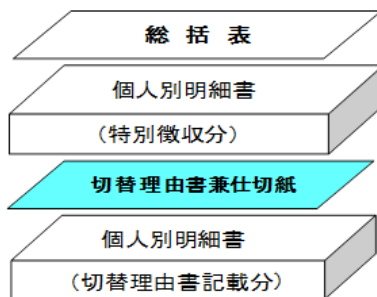 総括表
個人別明細書
（特別徴収分）
切替理由書兼仕切紙
個人別明細書
（切替理由書記載分）